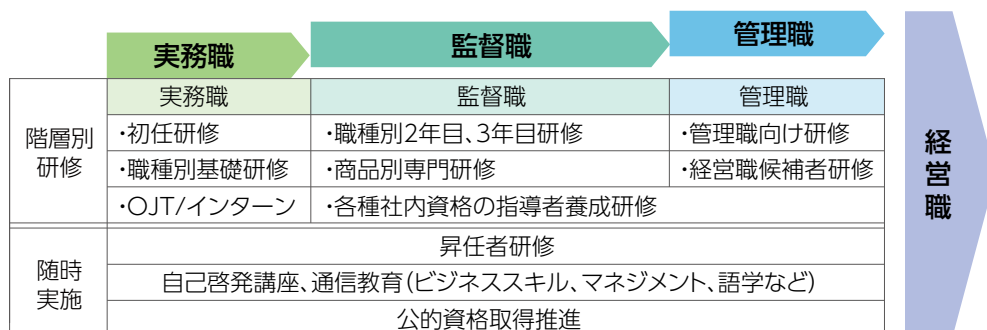 実務職
監督職
管理職
実務職
監督職
管理職
階層別
研修
・初任研修
・職種別2年目、3年目研修
・管理職向け研修
・職種別基礎研修
・商品別専門研修
・経営職候補者研修
・OJT/インターン
・各種社内資格の指導者養成研修
随時
実施
昇任者研修
自己啓発講座、通信教育(ビジネススキル、マネジメント、語学など)
公的資格取得推進
経営職